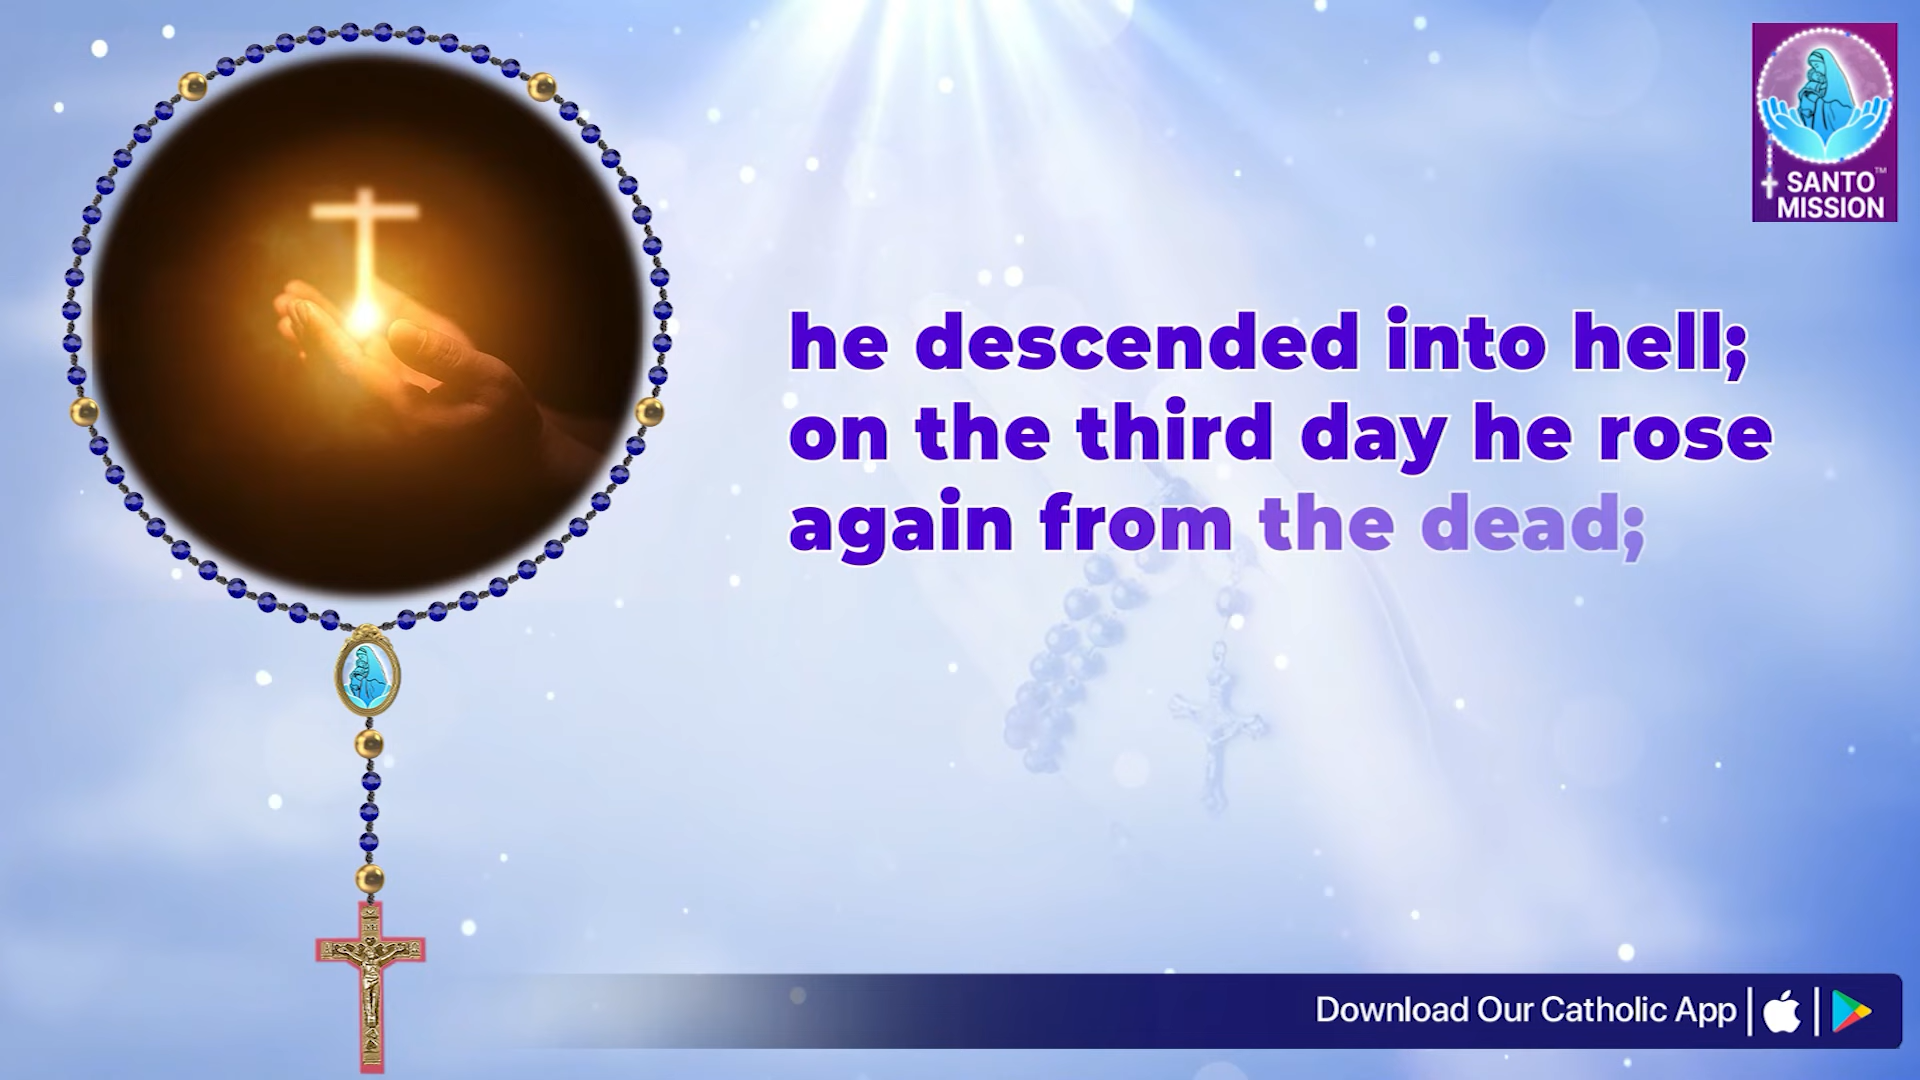 SANTO™
MISSION
he descended into hell;
on the third day he rose
again from the dead;
Download Our Catholic App